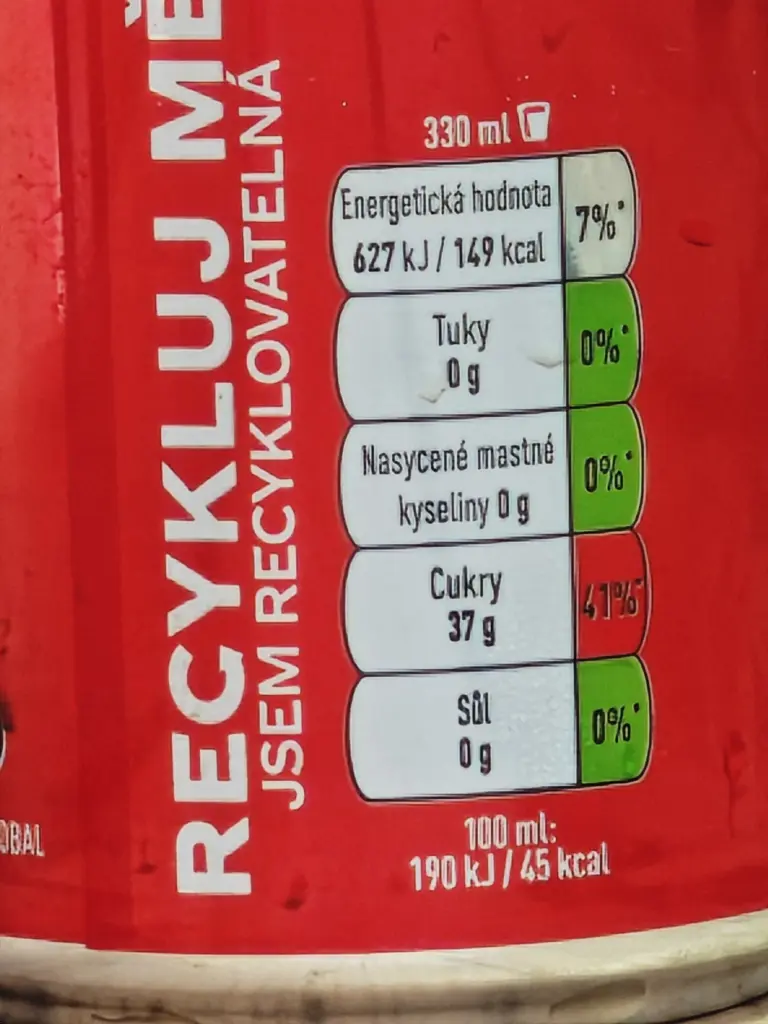 RECYKLUJ MĚ
JSEM RECYKLOVATELNÁ
330 ml
Energetická hodnota
627 kJ / 149 kcal
7%*
Tuky
0 g
0%*
Nasycené mastné
kyseliny 0 g
0%*
Cukry
37 g
41%*
Sůl
0 g
0%*
100 ml:
190 kJ / 45 kcal
OBAL